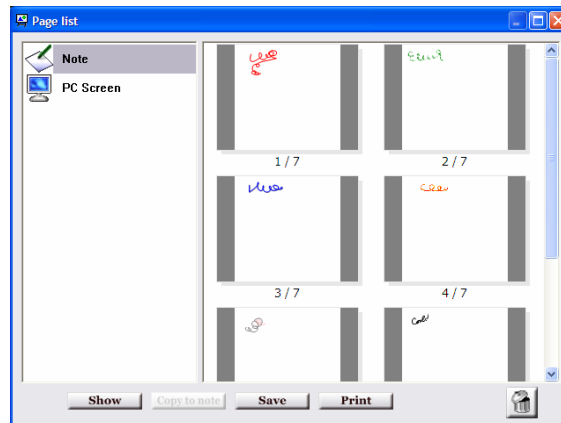 Page list
Note
PC Screen
1 / 7
2 / 7
3 / 7
4 / 7
Show
Copy to note
Save
Print